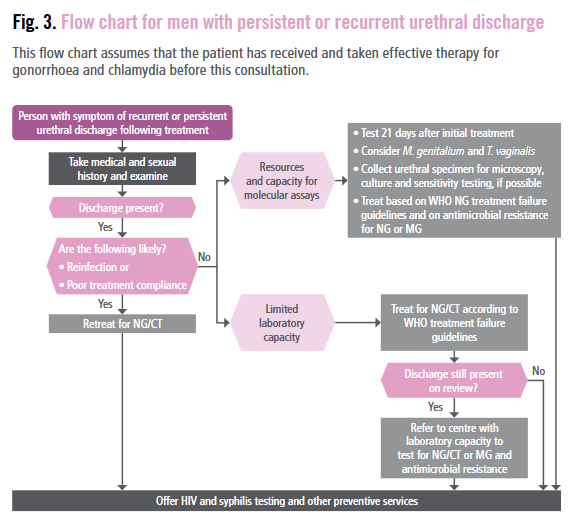 Fig. 3. Flow chart for men with persistent or recurrent urethral discharge
This flow chart assumes that the patient has received and taken effective therapy for
gonorrhoea and chlamydia before this consultation.
Person with symptom of recurrent or persistent
urethral discharge following treatment
Take medical and sexual
history and examine
Discharge present?
Yes
Are the following likely?
• Reinfection or
• Poor treatment compliance
No
Yes
Retreat for NG/CT
Resources
and capacity for
molecular assays
• Test 21 days after initial treatment
• Consider M. genitalium and T. vaginalis
• Collect urethral specimen for microscopy,
culture and sensitivity testing, if possible
• Treat based on WHO NG treatment failure
guidelines and on antimicrobial resistance
for NG or MG
Limited
laboratory
capacity
Treat for NG/CT according to
WHO treatment failure
guidelines
Discharge still present
on review?
No
Yes
Refer to centre with
laboratory capacity to
test for NG/CT or MG and
antimicrobial resistance
Offer HIV and syphilis testing and other preventive services